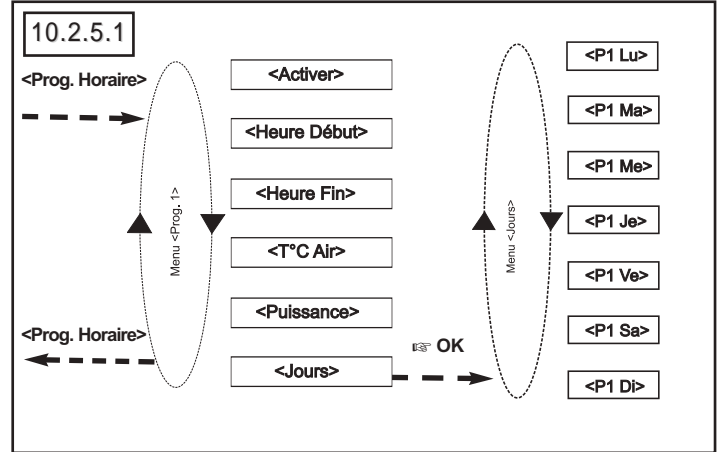 10.2.5.1
<Prog. Horaire>
Menu <Prog. 1>
<Prog. Horaire>
<Activer>
<Heure Début>
<Heure Fin>
<T°C Air>
<Puissance>
<Jours>
☞ OK
Menu <Jours>
<P1 Lu>
<P1 Ma>
<P1 Me>
<P1 Je>
<P1 Ve>
<P1 Sa>
<P1 Di>